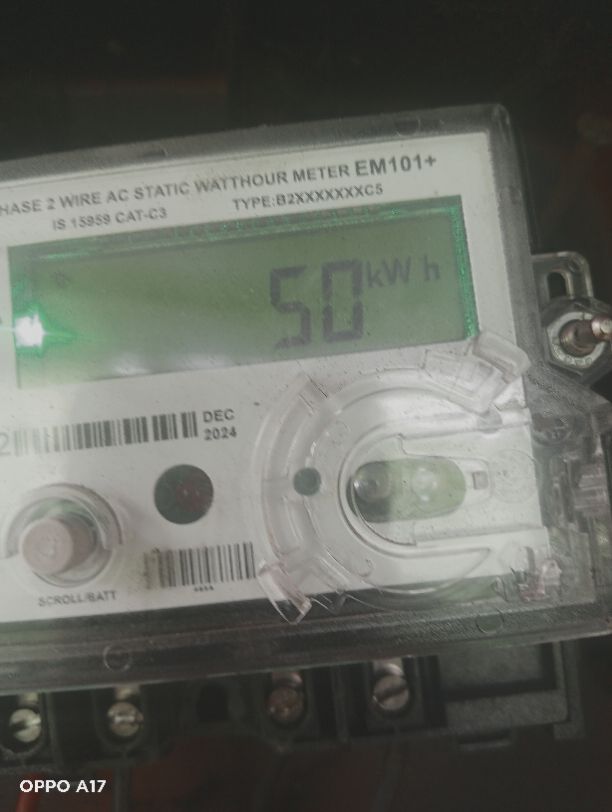 HASE 2 WIRE AC STATIC WATTHOUR METER EM101+
IS 15959 CAT-C3 TYPE:B2XXXXXXXC5
50 kWh
2
DEC
2024
SCROLL/BATT
OPPO A17